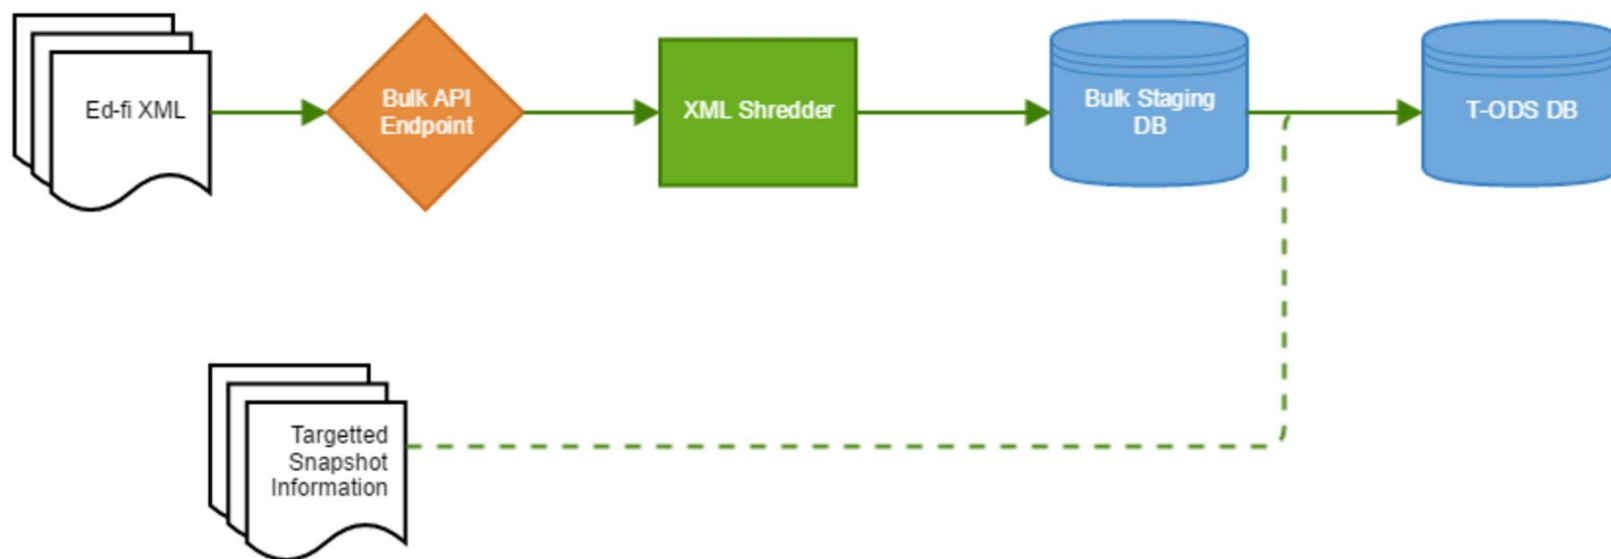 Ed-fi XML
Bulk API
Endpoint
XML Shredder
Bulk Staging
DB
T-ODS DB
Targetted
Snapshot
Information